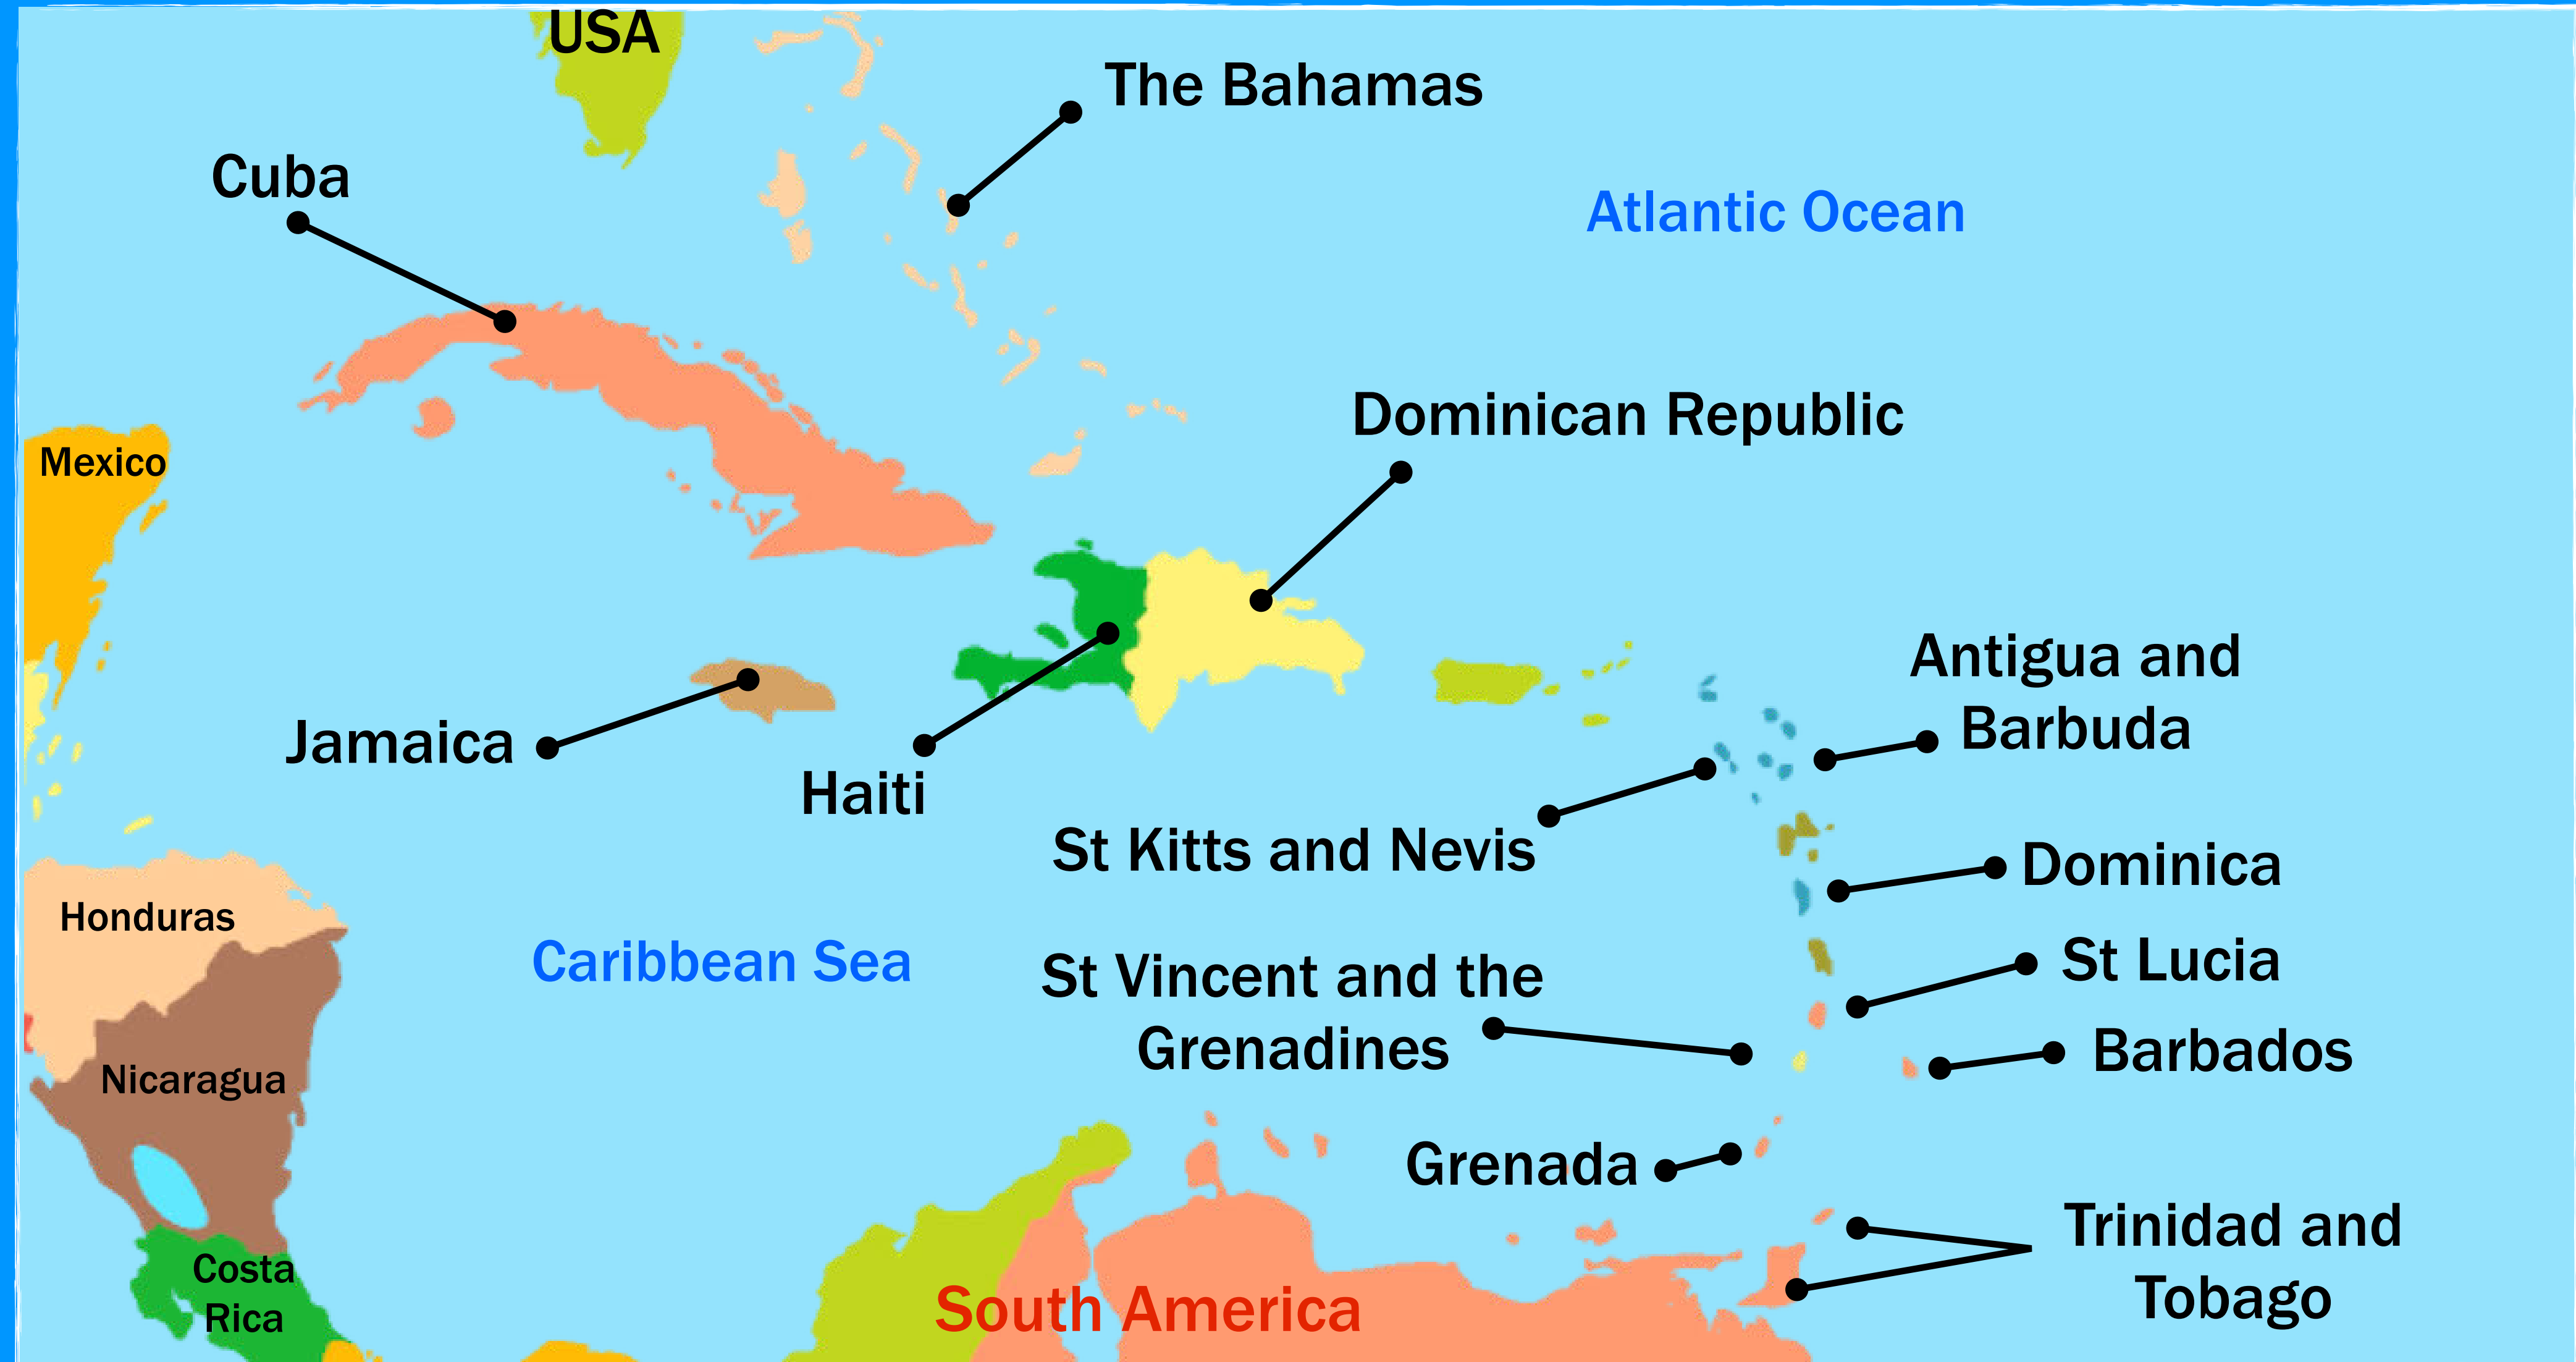 USA
The Bahamas
Cuba
Atlantic Ocean
Dominican Republic
Mexico
Antigua and
Barbuda
Jamaica
Haiti
St Kitts and Nevis
Dominica
Honduras
Caribbean Sea
St Vincent and the
Grenadines
St Lucia
Barbados
Nicaragua
Grenada
Trinidad and
Tobago
Costa
Rica
South America